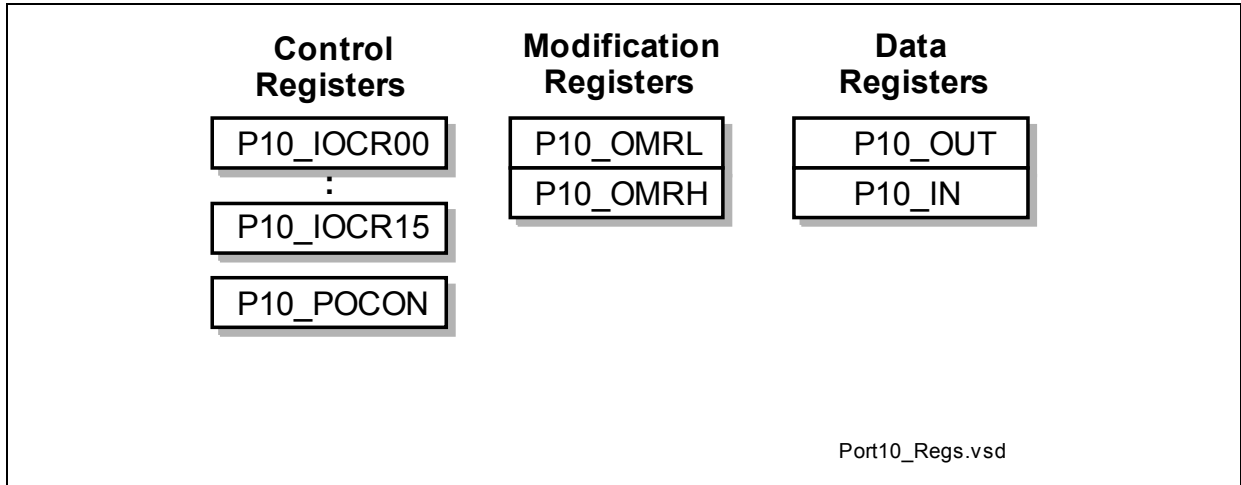 Control Registers
P10_IOCR00
:
P10_IOCR15
P10_POCON
Modification Registers
P10_OMRL
P10_OMRH
Data Registers
P10_OUT
P10_IN
Port10_Regs.vsd